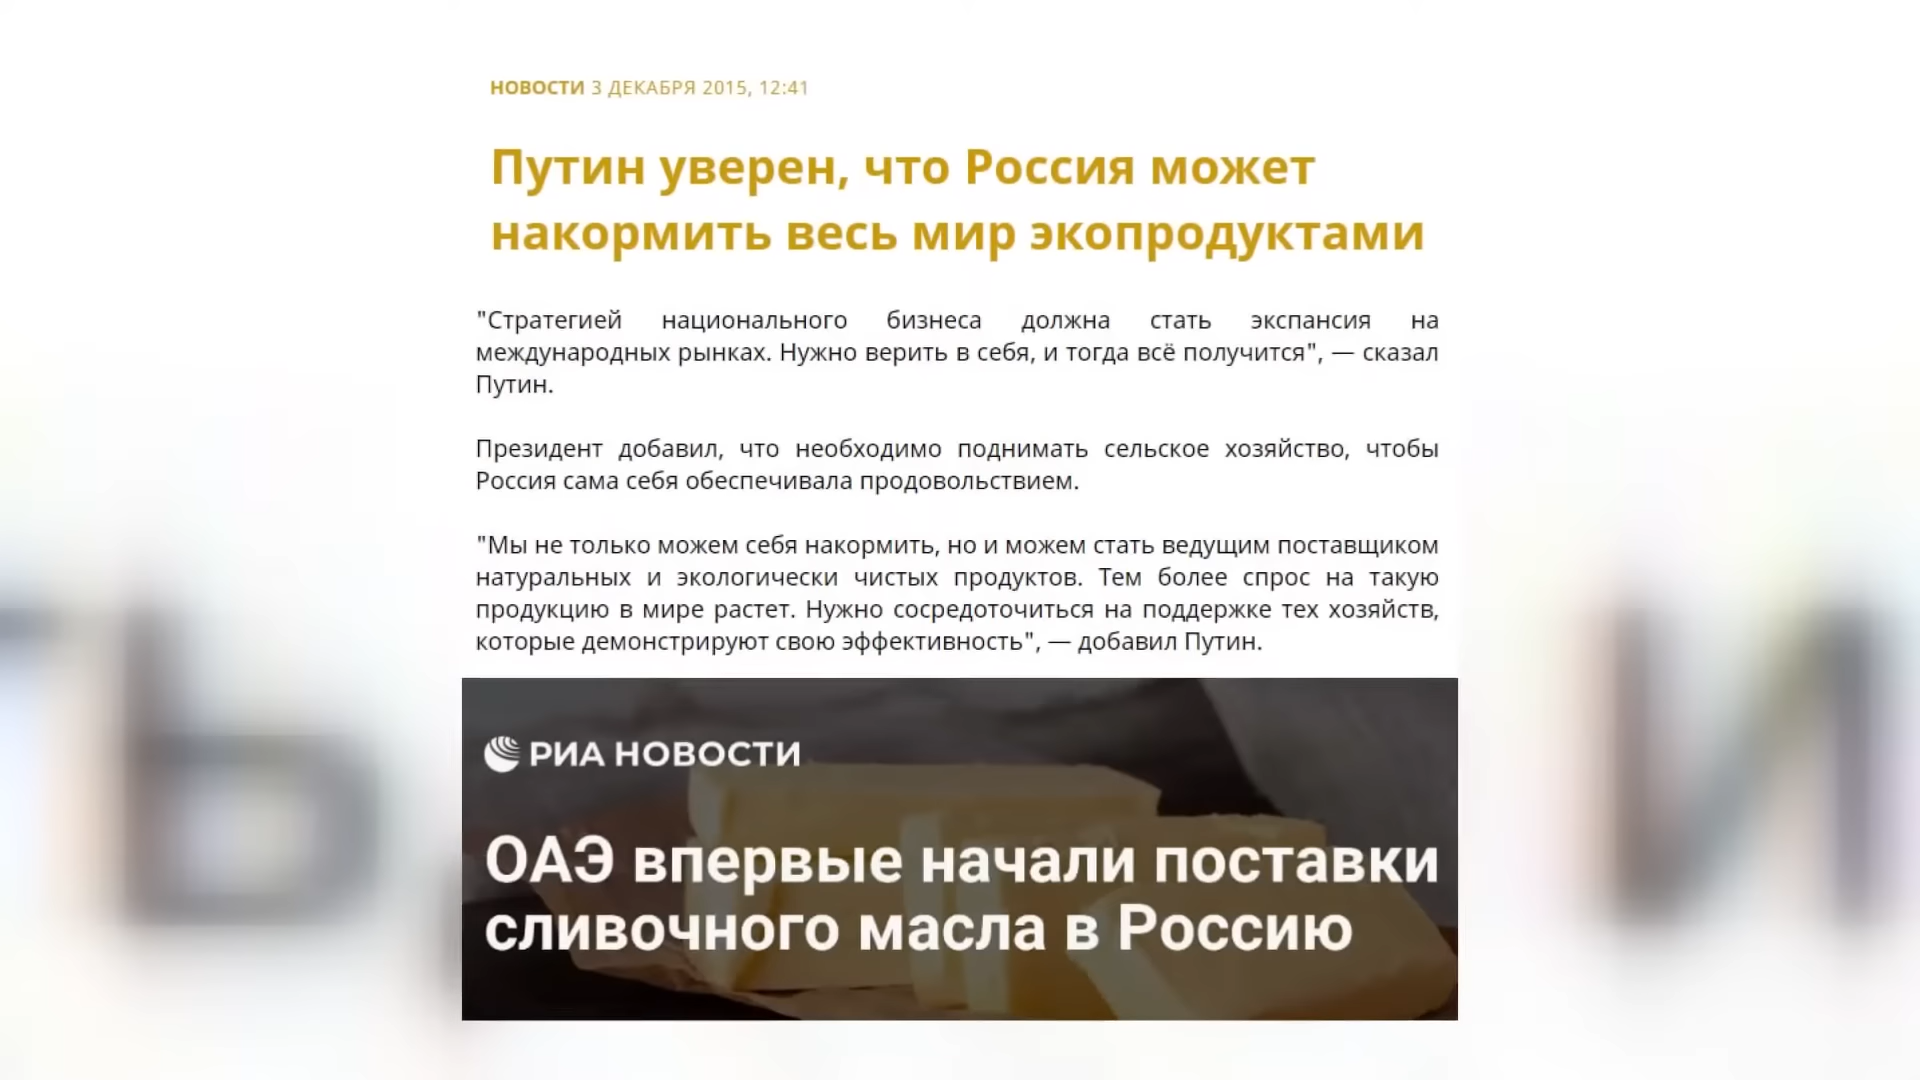 НОВОСТИ 3 ДЕКАБРЯ 2015, 12:41
Путин уверен, что Россия может
накормить весь мир экопродуктами
"Стратегией национального бизнеса должна стать экспансия на
международных рынках. Нужно верить в себя, и тогда всё получится", — сказал
Путин.
Президент добавил, что необходимо поднимать сельское хозяйство, чтобы
Россия сама себя обеспечивала продовольствием.
"Мы не только можем себя накормить, но и можем стать ведущим поставщиком
натуральных и экологически чистых продуктов. Тем более спрос на такую
продукцию в мире растет. Нужно сосредоточиться на поддержке тех хозяйств,
которые демонстрируют свою эффективность", — добавил Путин.
РИА НОВОСТИ
ОАЭ впервые начали поставки
сливочного масла в Россию